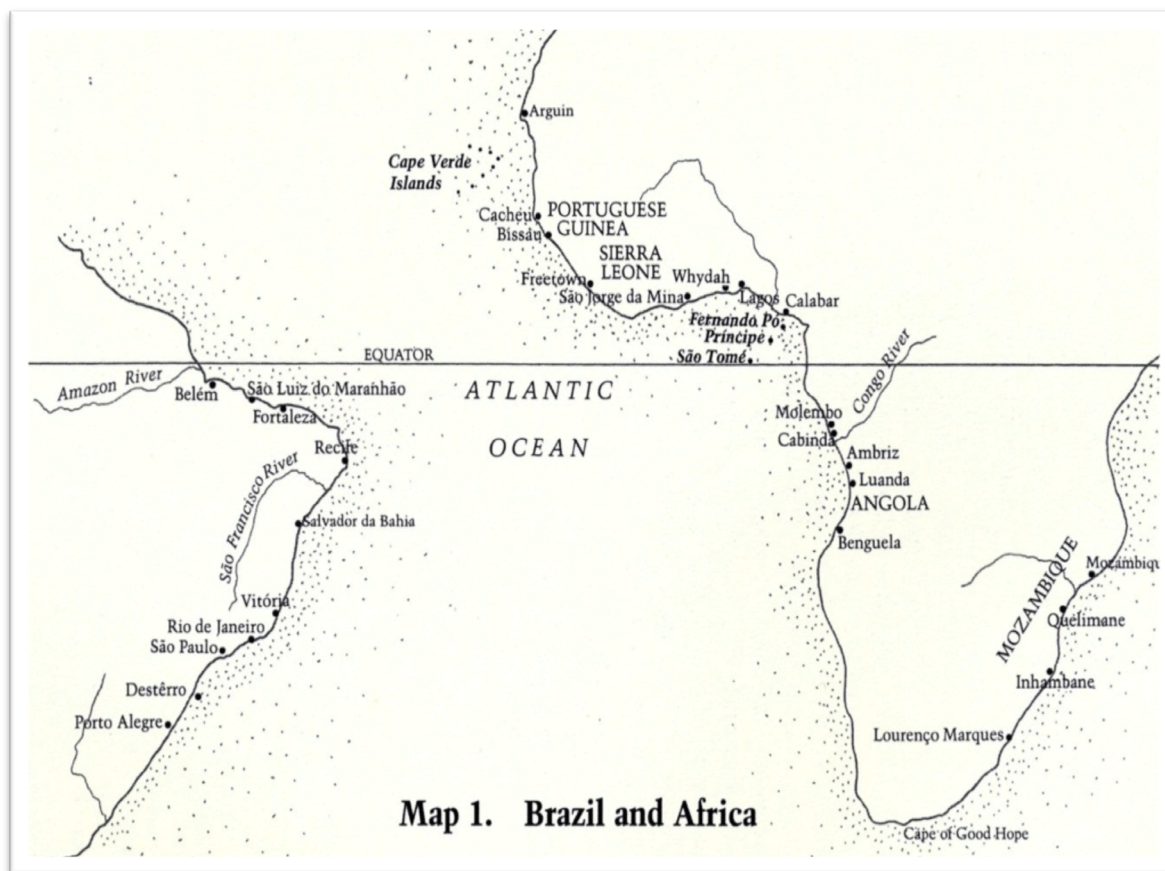 Arguin
Cape Verde
Islands
Cacheu
PORTUGUESE
GUINEA
Bissau
SIERRA
LEONE
Freetown
Whydah
São Jorge da Mina
Lagos
Calabar
Fernando Pó
Príncipe
São Tomé
EQUATOR
Amazon River
Belém
São Luiz do Maranhão
Fortaleza
ATLANTIC
OCEAN
Congo River
Molembo
Cabinda
Recife
Ambriz
Luanda
ANGOLA
São Francisco River
Salvador da Bahia
Benguela
MOZAMBIQUE
Mozambiqu
Vitória
Quelimane
Rio de Janeiro
São Paulo
Inhambane
Destêrro
Porto Alegre
Lourenço Marques
Map 1. Brazil and Africa
Cape of Good Hope